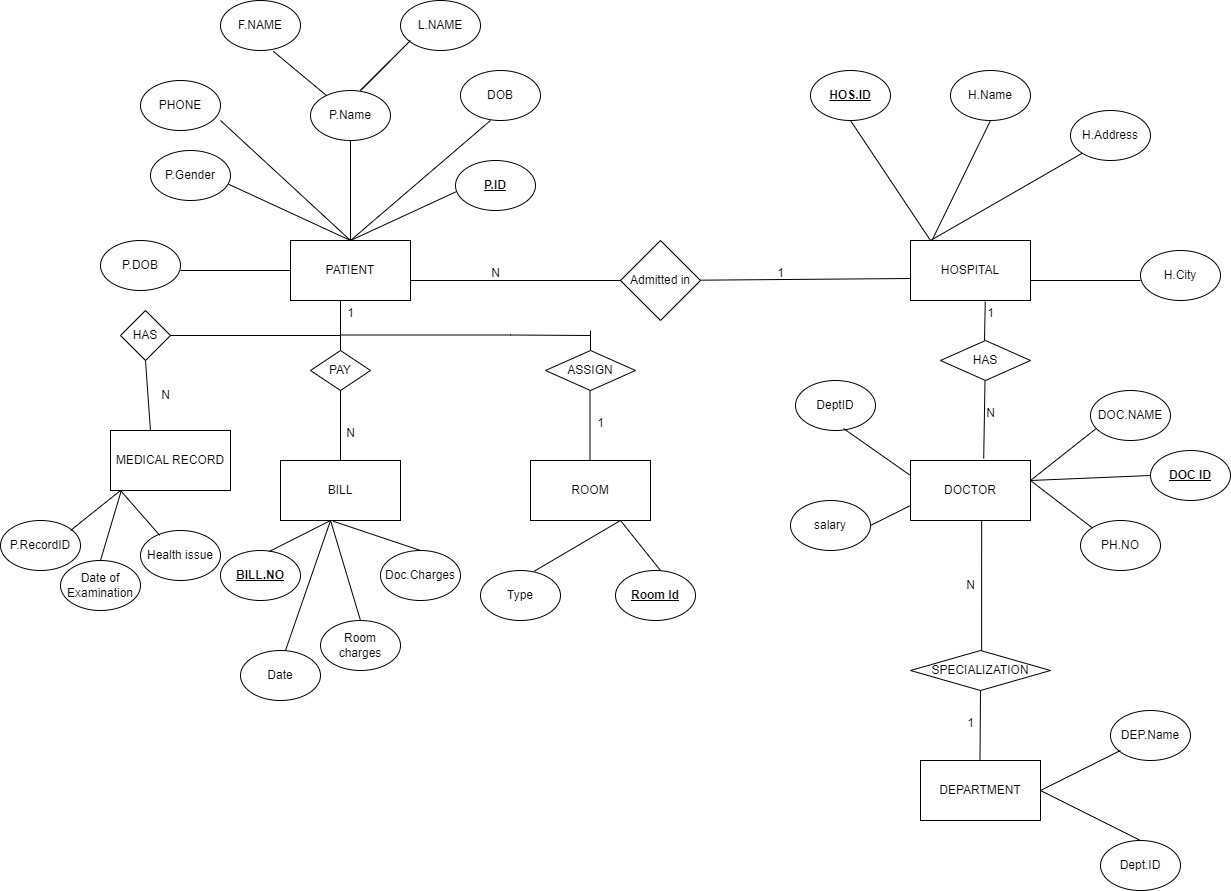 F.NAME
L.NAME
PHONE
P.Name
DOB
HOS.ID
H.Name
H.Address
P.Gender
P.ID
P.DOB
PATIENT
N
Admitted in
1
HOSPITAL
H.City
1
1
HAS
PAY
ASSIGN
HAS
N
N
1
DeptID
N
DOC.NAME
MEDICAL RECORD
BILL
ROOM
DOCTOR
DOC ID
salary
PH.NO
P.RecordID
Date of
Examination
Health issue
BILL.NO
Doc.Charges
Type
Room Id
N
Room
charges
Date
SPECIALIZATION
1
DEP.Name
DEPARTMENT
Dept.ID